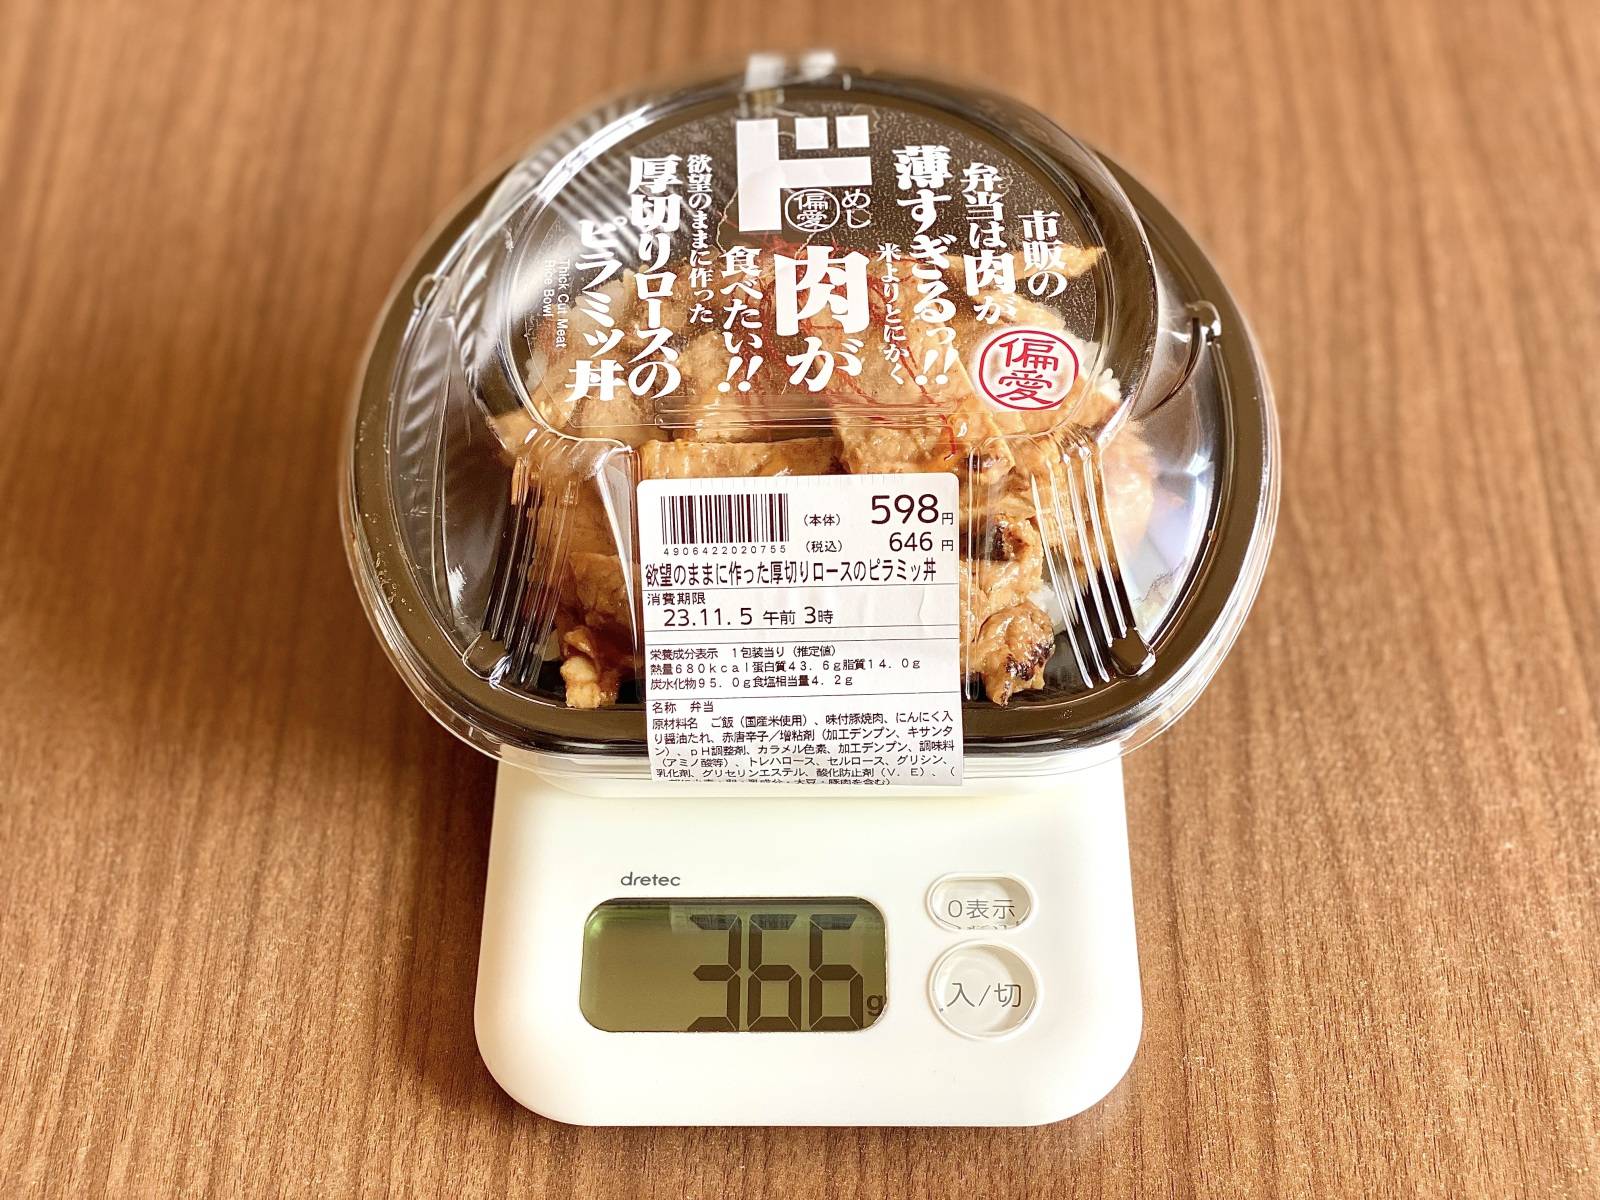 市販の
弁当は肉が
薄すぎるっ!!
米よりとにかく
肉が
食べたい!!
ド
めし
偏愛
偏愛
欲望のままに作った
厚切りロースの
ピラミッ丼
Thick Cut Meat
Rice Bowl
(本体) 598円
4906422020755 (税込) 646円
欲望のままに作った厚切りロースのピラミッ丼
消費期限
23.11. 5 午前 3時
栄養成分表示 1包装当り(推定値)
熱量680kcal蛋白質43.6g脂質14.0g
炭水化物95.0g食塩相当量4.2g
名称 弁当
原材料名 ご飯(国産米使用)、味付豚焼肉、にんにく入
り醤油たれ、赤唐辛子/増粘剤(加工デンプン、キサンタ
ン)、pH調整剤、カラメル色素、加工デンプン、調味料
(アミノ酸等)、トレハロース、セルロース、グリシン、
乳化剤、グリセリンエステル、酸化防止剤(V.E)、(
dretec
366g
0表示
入/切